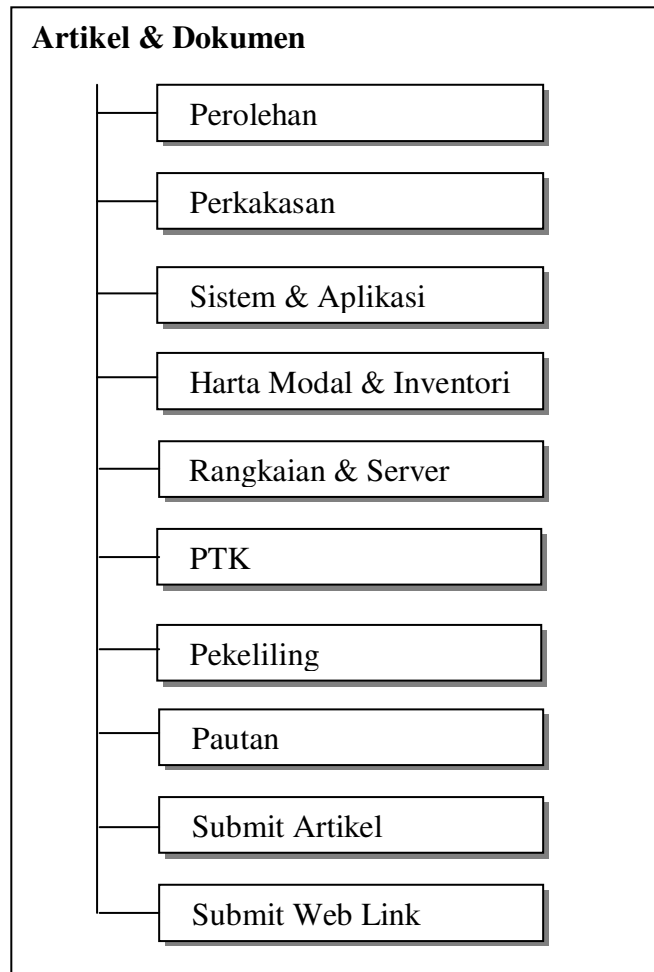 Artikel & Dokumen
Perolehan
Perkakasan
Sistem & Aplikasi
Harta Modal & Inventori
Rangkaian & Server
PTK
Pekeliling
Pautan
Submit Artikel
Submit Web Link